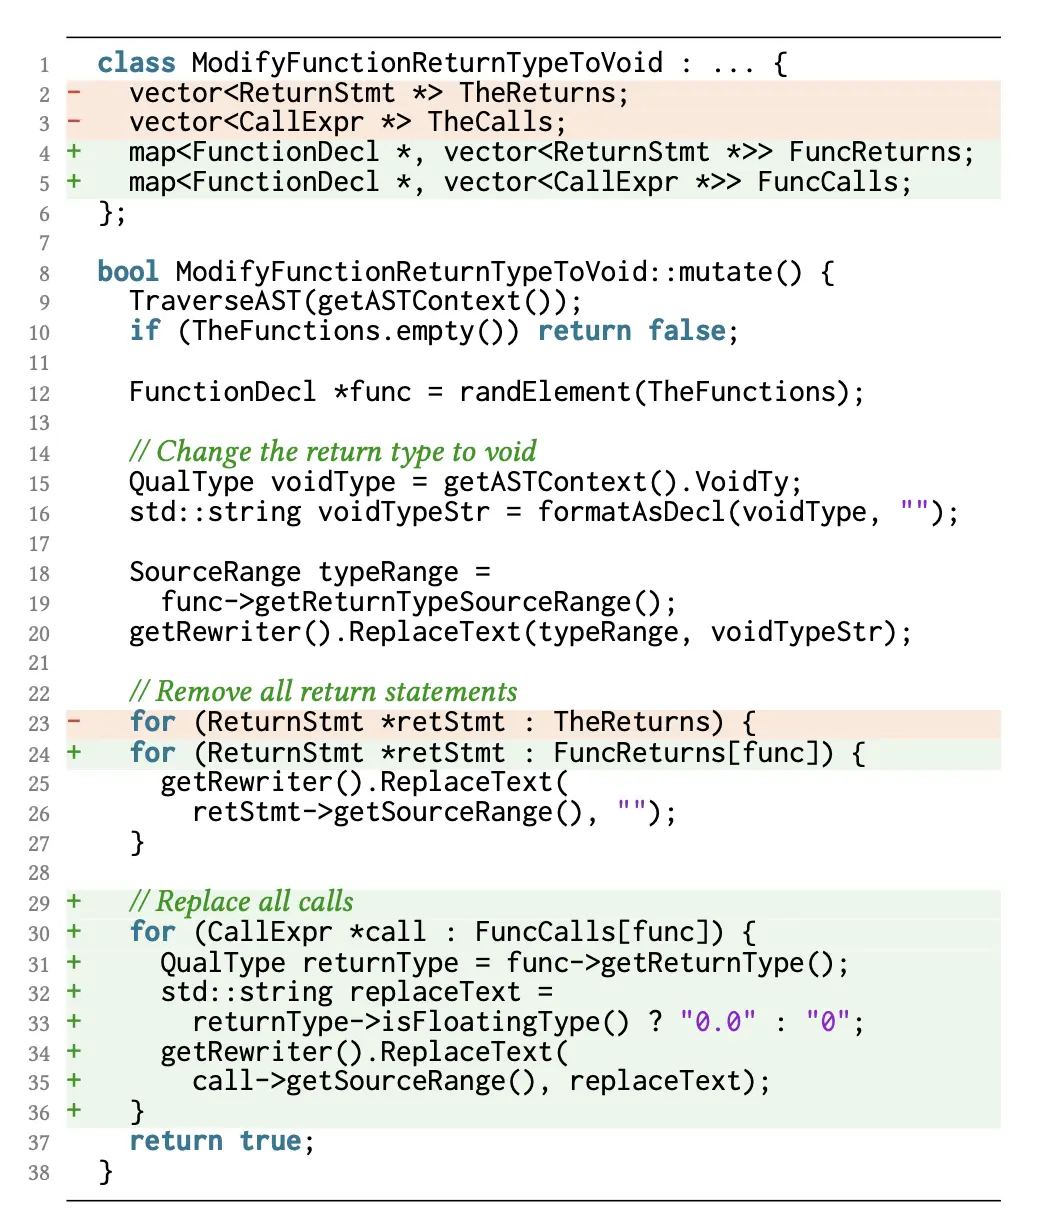 1 class ModifyFunctionReturnTypeToVoid : ... {
2 - vector<ReturnStmt *> TheReturns;
3 - vector<CallExpr *> TheCalls;
4 + map<FunctionDecl *, vector<ReturnStmt *>> FuncReturns;
5 + map<FunctionDecl *, vector<CallExpr *>> FuncCalls;
6 };
7
8 bool ModifyFunctionReturnTypeToVoid::mutate() {
9 TraverseAST(getASTContext());
10 if (TheFunctions.empty()) return false;
11
12 FunctionDecl *func = randElement(TheFunctions);
13
14 // Change the return type to void
15 QualType voidType = getASTContext().VoidTy;
16 std::string voidTypeStr = formatAsDecl(voidType, "");
17
18 SourceRange typeRange =
19 func->getReturnTypeSourceRange();
20 getRewriter().ReplaceText(typeRange, voidTypeStr);
21
22 // Remove all return statements
23 - for (ReturnStmt *retStmt : TheReturns) {
24 + for (ReturnStmt *retStmt : FuncReturns[func]) {
25 getRewriter().ReplaceText(
26 retStmt->getSourceRange(), "");
27 }
28
29 + // Replace all calls
30 + for (CallExpr *call : FuncCalls[func]) {
31 + QualType returnType = func->getReturnType();
32 + std::string replaceText =
33 + returnType->isFloatingType() ? "0.0" : "0";
34 + getRewriter().ReplaceText(
35 + call->getSourceRange(), replaceText);
36 + }
37 return true;
38 }